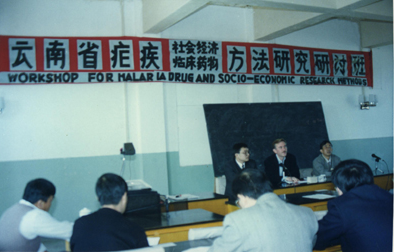 云南省疟疾 社会经济 方法研究研讨班
临床药物
WORKSHOP FOR MALARIA DRUG AND SOCIO-ECONOMIC RESEARCH METHODS